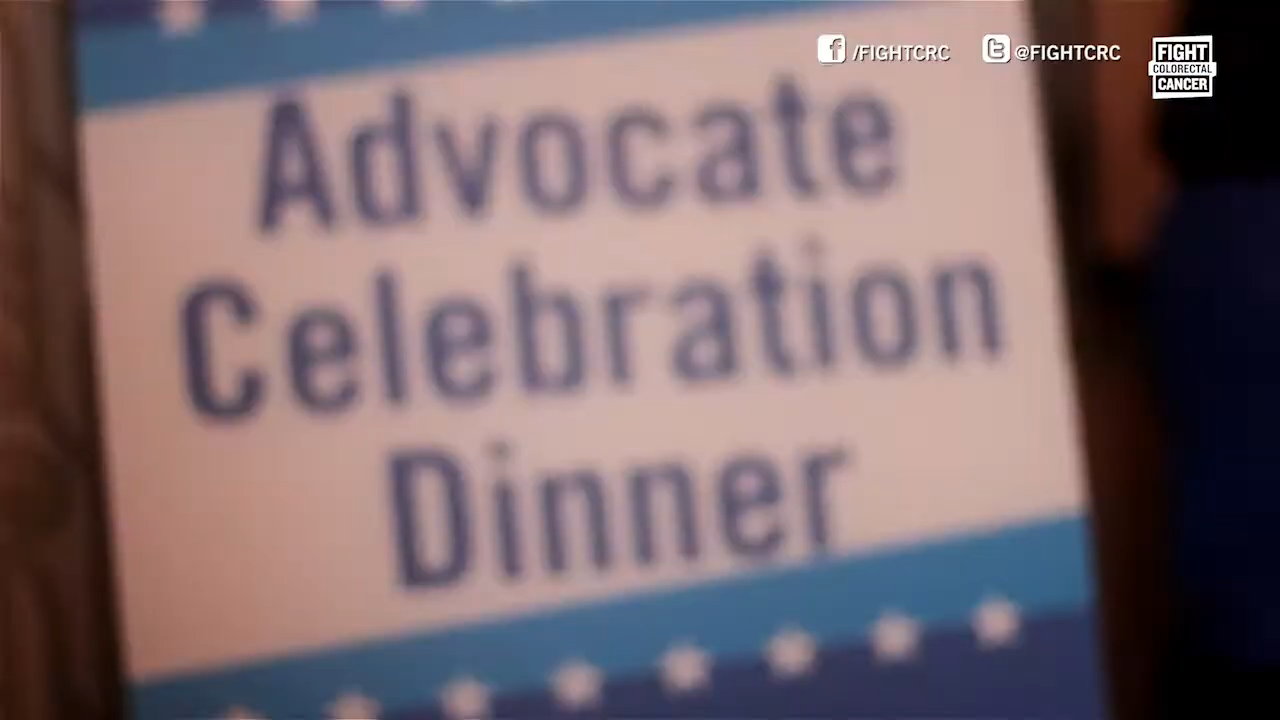 /FIGHTCRC @FIGHTCRC
FIGHT
COLORECTAL
CANCER
Advocate
Celebration
Dinner